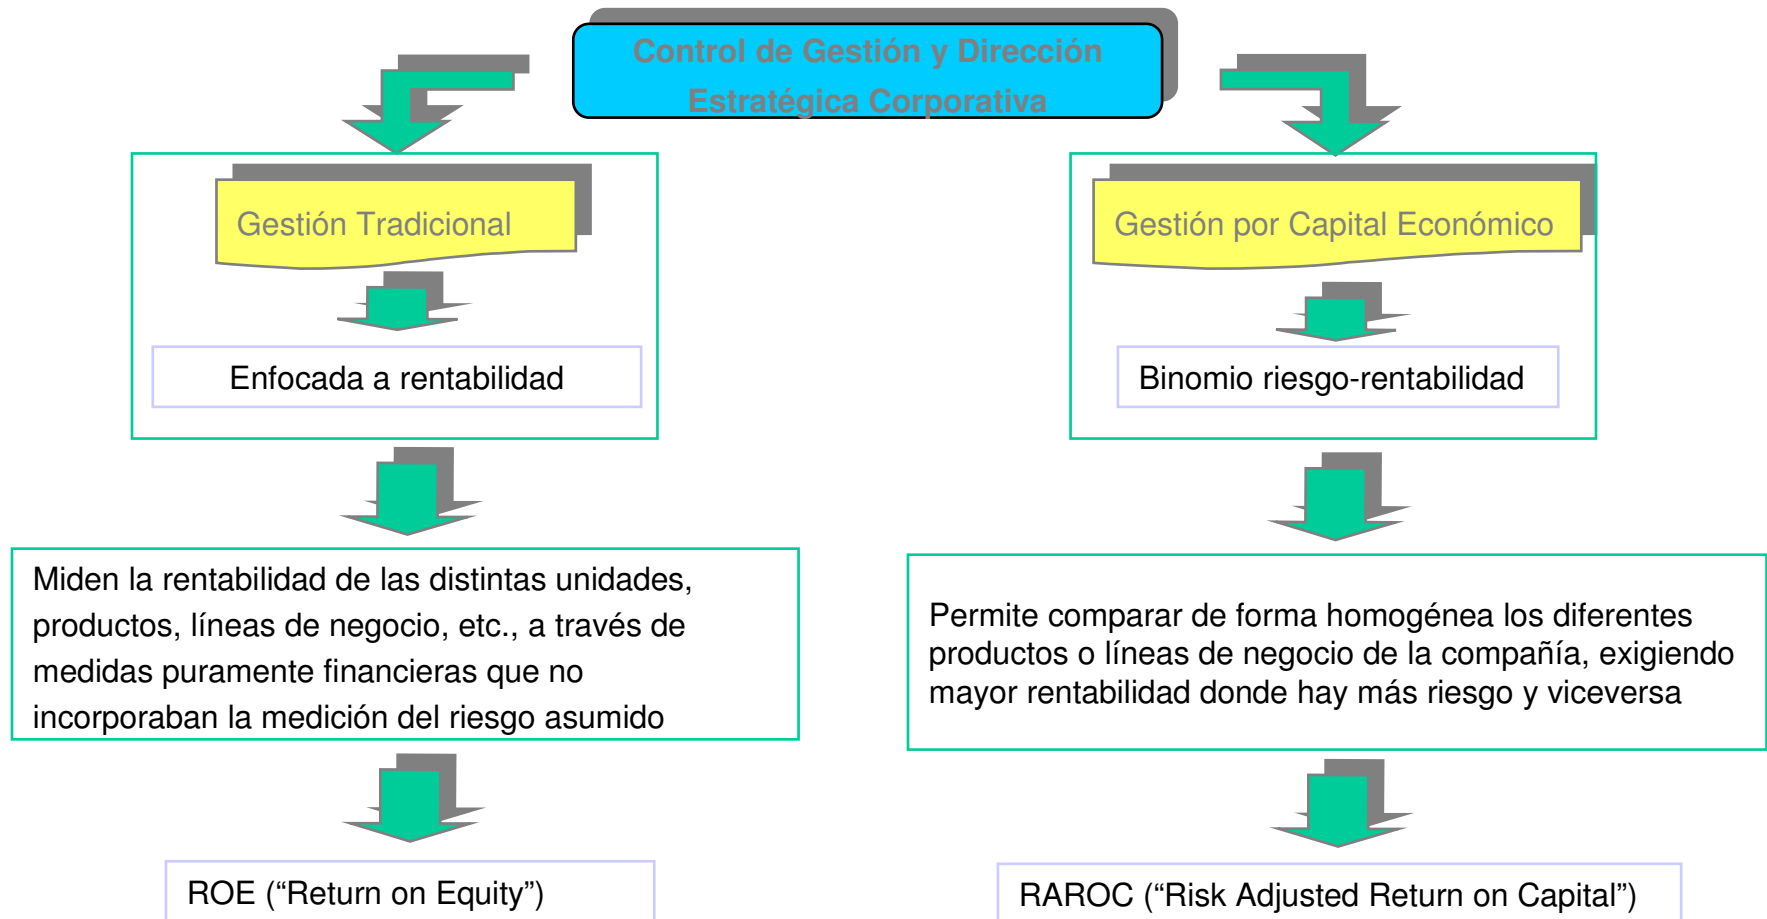 Control de Gestión y Dirección
Estratégica Corporativa
Gestión Tradicional
Enfocada a rentabilidad
Miden la rentabilidad de las distintas unidades,
productos, líneas de negocio, etc., a través de
medidas puramente financieras que no
incorporaban la medición del riesgo asumido
ROE (“Return on Equity”)
Gestión por Capital Económico
Binomio riesgo-rentabilidad
Permite comparar de forma homogénea los diferentes
productos o líneas de negocio de la compañía, exigiendo
mayor rentabilidad donde hay más riesgo y viceversa
RAROC (“Risk Adjusted Return on Capital”)